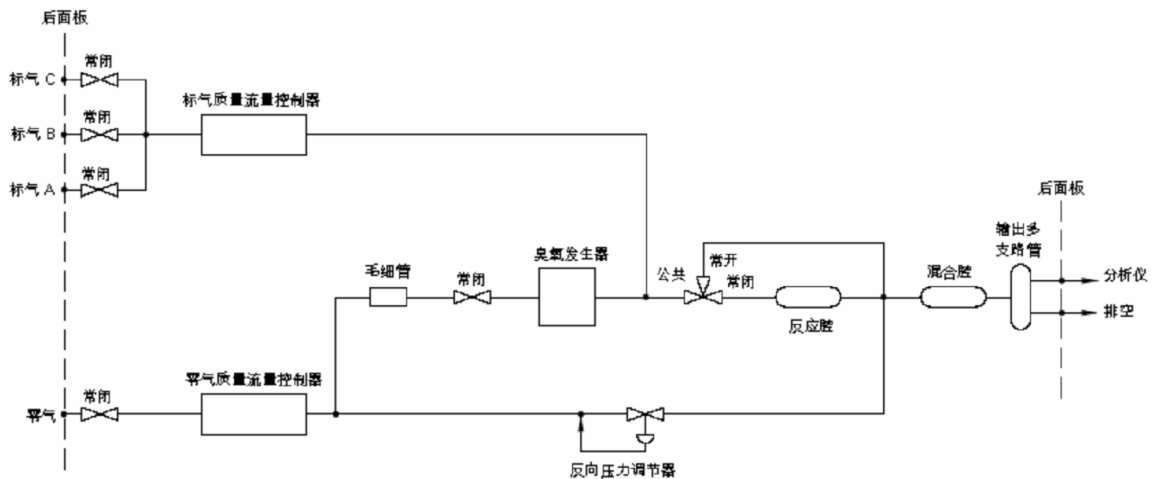 后面板
常闭
标气 C
标气质量流量控制器
常闭
标气 B
常闭
标气 A
后面板
输出多
支路管
臭氧发生器
毛细管
常闭
公共
常开
常闭
混合腔
分析仪
反应腔
排空
零气质量流量控制器
常闭
零气
反向压力调节器